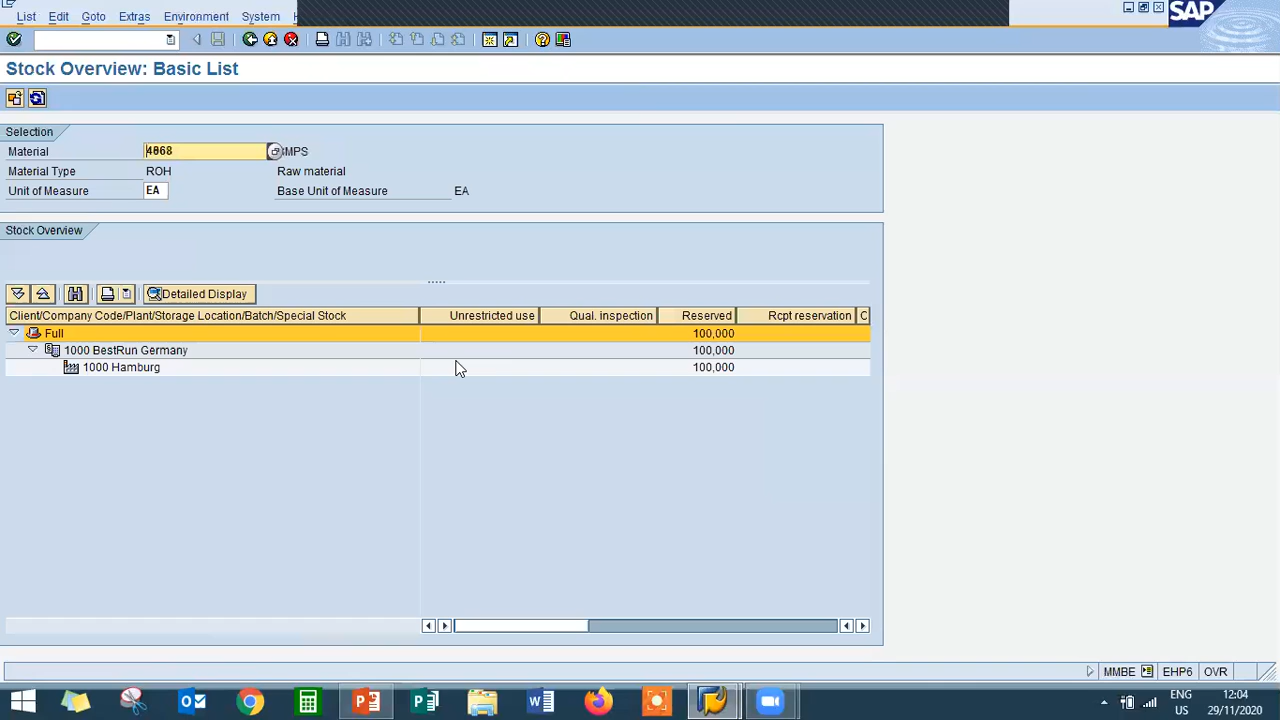 List Edit Goto Extras Environment System
SAP
Stock Overview: Basic List
Selection
Material 4068 MPS
Material Type ROH Raw material
Unit of Measure EA Base Unit of Measure EA
Stock Overview
Detailed Display
Client/Company Code/Plant/Storage Location/Batch/Special Stock Unrestricted use Qual. inspection Reserved Rcpt reservation C
Full 100,000
1000 BestRun Germany 100,000
1000 Hamburg 100,000
MMBE EHP6 OVR
ENG 12:04
US 29/11/2020